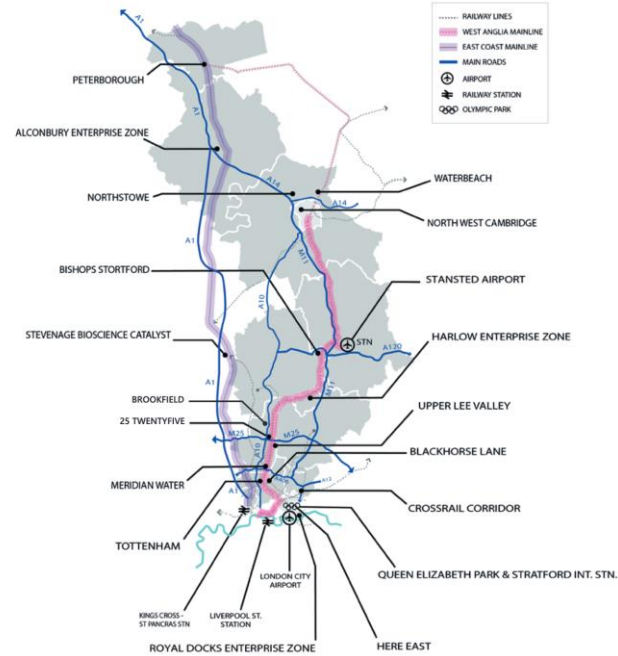 RAILWAY LINES
WEST ANGLIA MAINLINE
EAST COAST MAINLINE
MAIN ROADS
AIRPORT
RAILWAY STATION
OLYMPIC PARK
A1
PETERBOROUGH
A1
ALCONBURY ENTERPRISE ZONE
A14
WATERBEACH
NORTHSTOWE
A14
NORTH WEST CAMBRIDGE
A1
M11
BISHOPS STORTFORD
STANSTED AIRPORT
A10
STEVENAGE BIOSCIENCE CATALYST
STN
HARLOW ENTERPRISE ZONE
A120
A1
M11
BROOKFIELD
UPPER LEE VALLEY
25 TWENTYFIVE
M25
M25
A10
BLACKHORSE LANE
MERIDIAN WATER
A12
A1
CROSSRAIL CORRIDOR
TOTTENHAM
LONDON CITY
AIRPORT
QUEEN ELIZABETH PARK & STRATFORD INT. STN.
KINGS CROSS -
ST PANCRAS STN
LIVERPOOL ST.
STATION
ROYAL DOCKS ENTERPRISE ZONE
HERE EAST